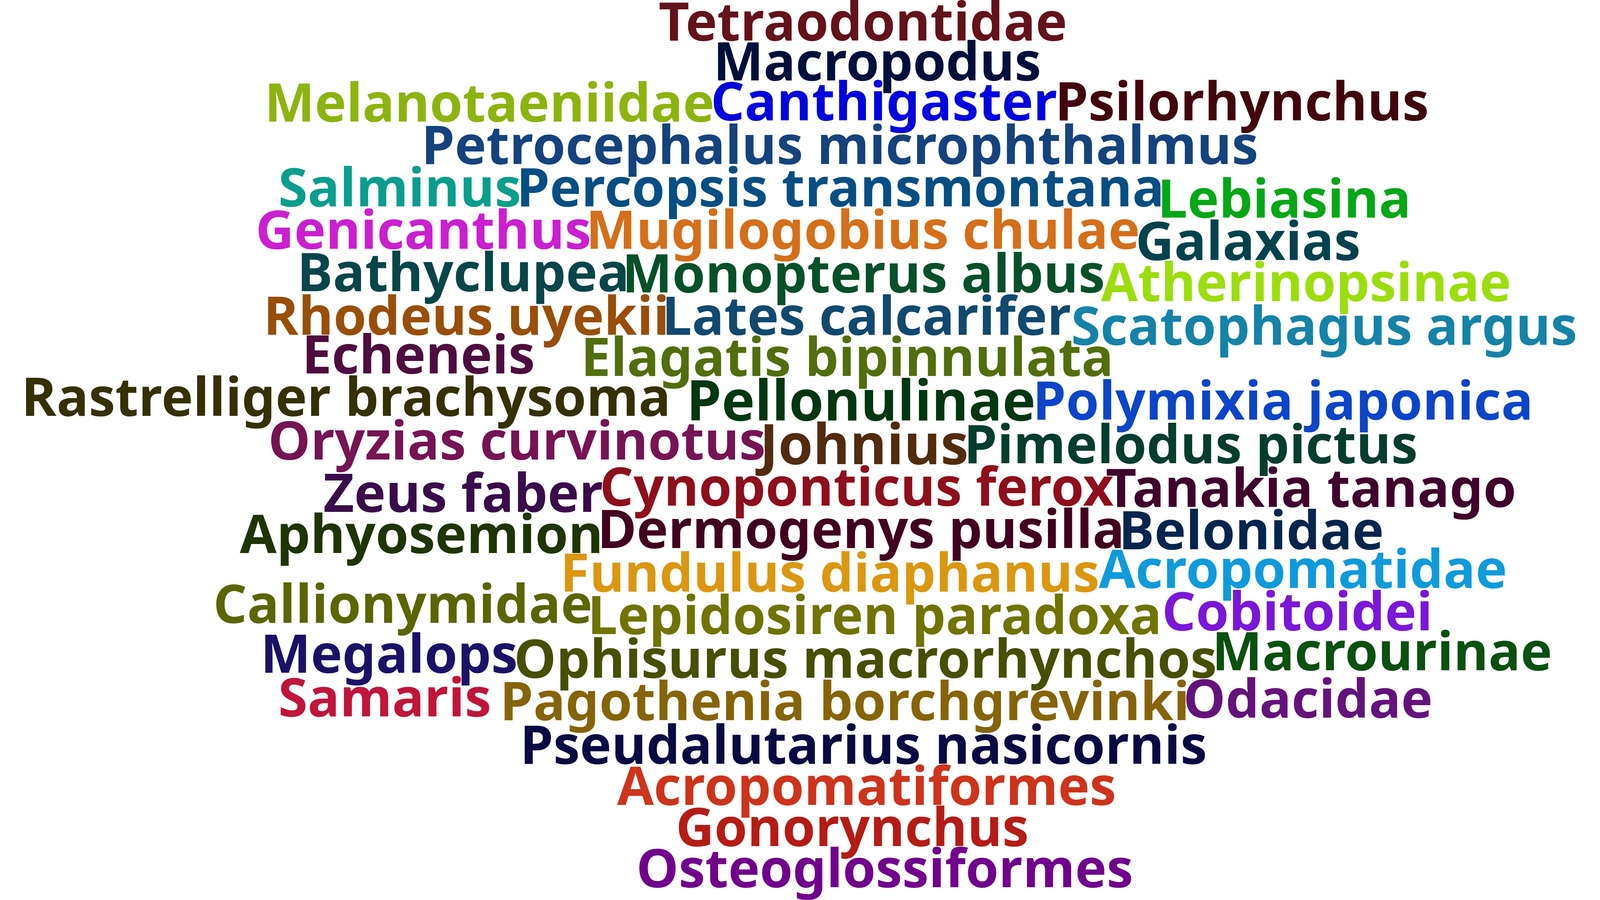 Tetraodontidae
Macropodus
Melanotaeniidae Canthigaster Psilorhynchus
Petrocephalus microphthalmus
Salminus Percopsis transmontana Lebiasina
Genicanthus Mugilogobius chulae Galaxias
Bathyclupea Monopterus albus Atherinopsinae
Rhodeus uyekii Lates calcarifer Scatophagus argus
Echeneis Elagatis bipinnulata
Rastrelliger brachysoma Pellonulinae Polymixia japonica
Oryzias curvinotus Johnius Pimelodus pictus
Zeus faber Cynoponticus ferox Tanakia tanago
Aphyosemion Dermogenys pusilla Belonidae
Fundulus diaphanus Acropomatidae
Callionymidae Lepidosiren paradoxa Cobitoidei
Megalops Ophisurus macrorhynchos Macrourinae
Samaris Pagothenia borchgrevinki Odacidae
Pseudalutarius nasicornis
Acropomatiformes
Gonorynchus
Osteoglossiformes